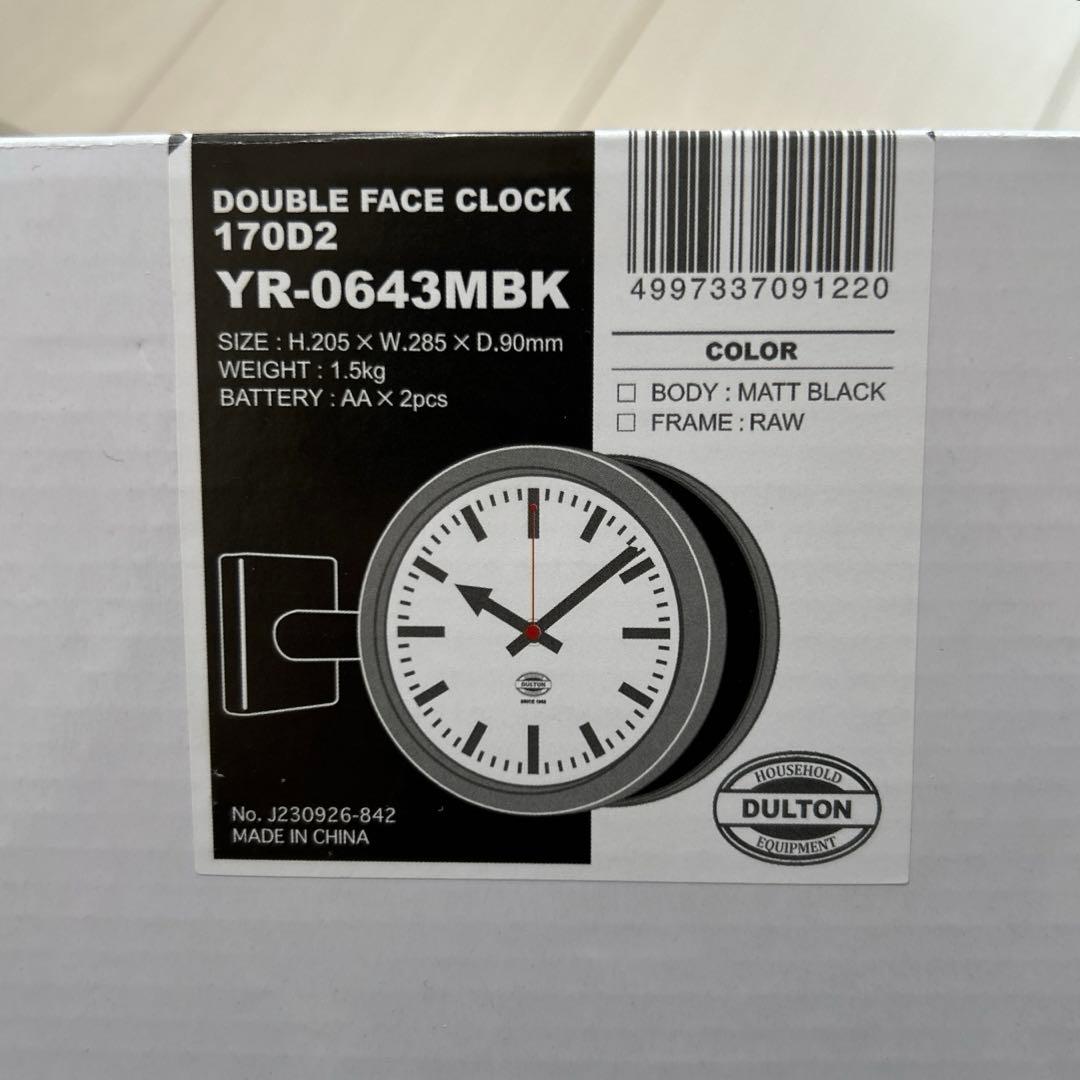 DOUBLE FACE CLOCK
170D2
YR-0643MBK
SIZE : H.205 × W.285 × D.90mm
WEIGHT : 1.5kg
BATTERY : AA × 2pcs
4997337091220
COLOR
□ BODY : MATT BLACK
□ FRAME : RAW
DULTON
No. J230926-842
MADE IN CHINA
HOUSEHOLD
DULTON
EQUIPMENT